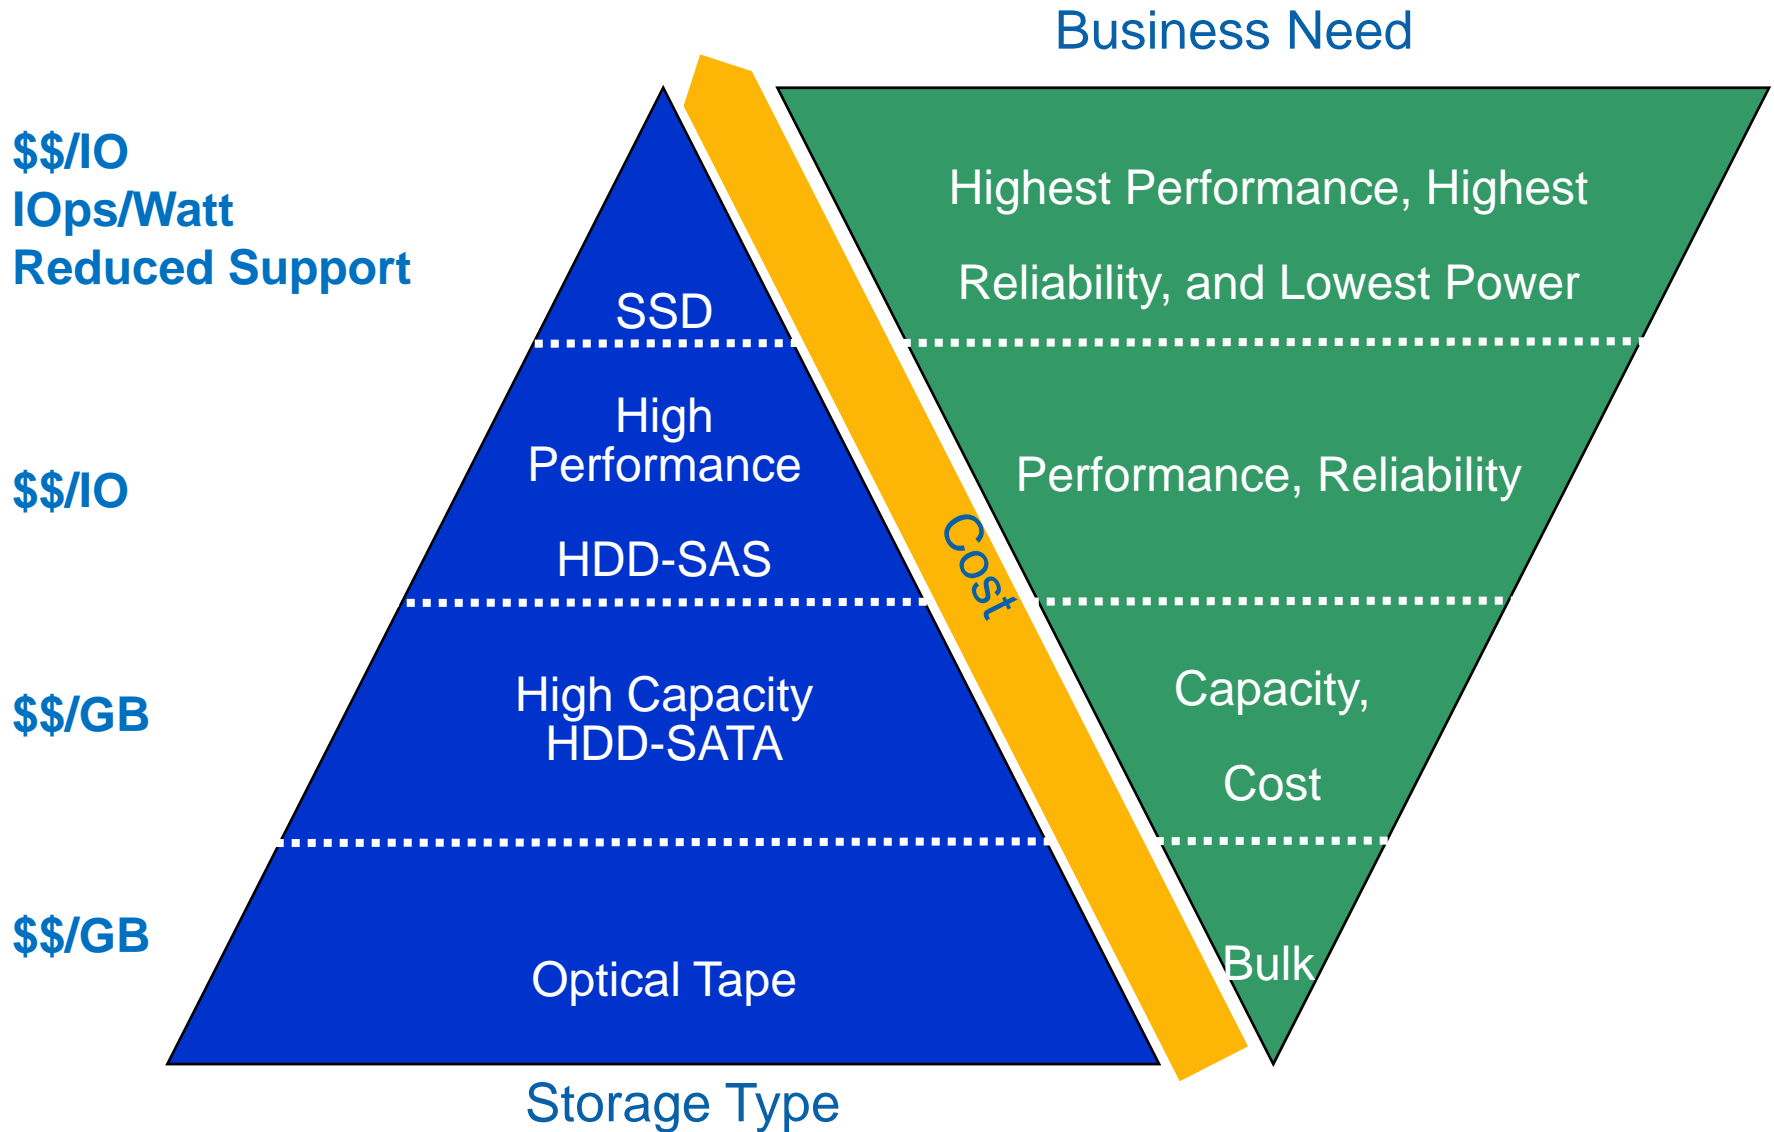 Business Need
$$/IO
IOps/Watt
Reduced Support
SSD
Highest Performance, Highest
Reliability, and Lowest Power
$$/IO
High
Performance
HDD-SAS
Cost
Performance, Reliability
$$/GB
High Capacity
HDD-SATA
Capacity,
Cost
$$/GB
Optical Tape
Bulk
Storage Type